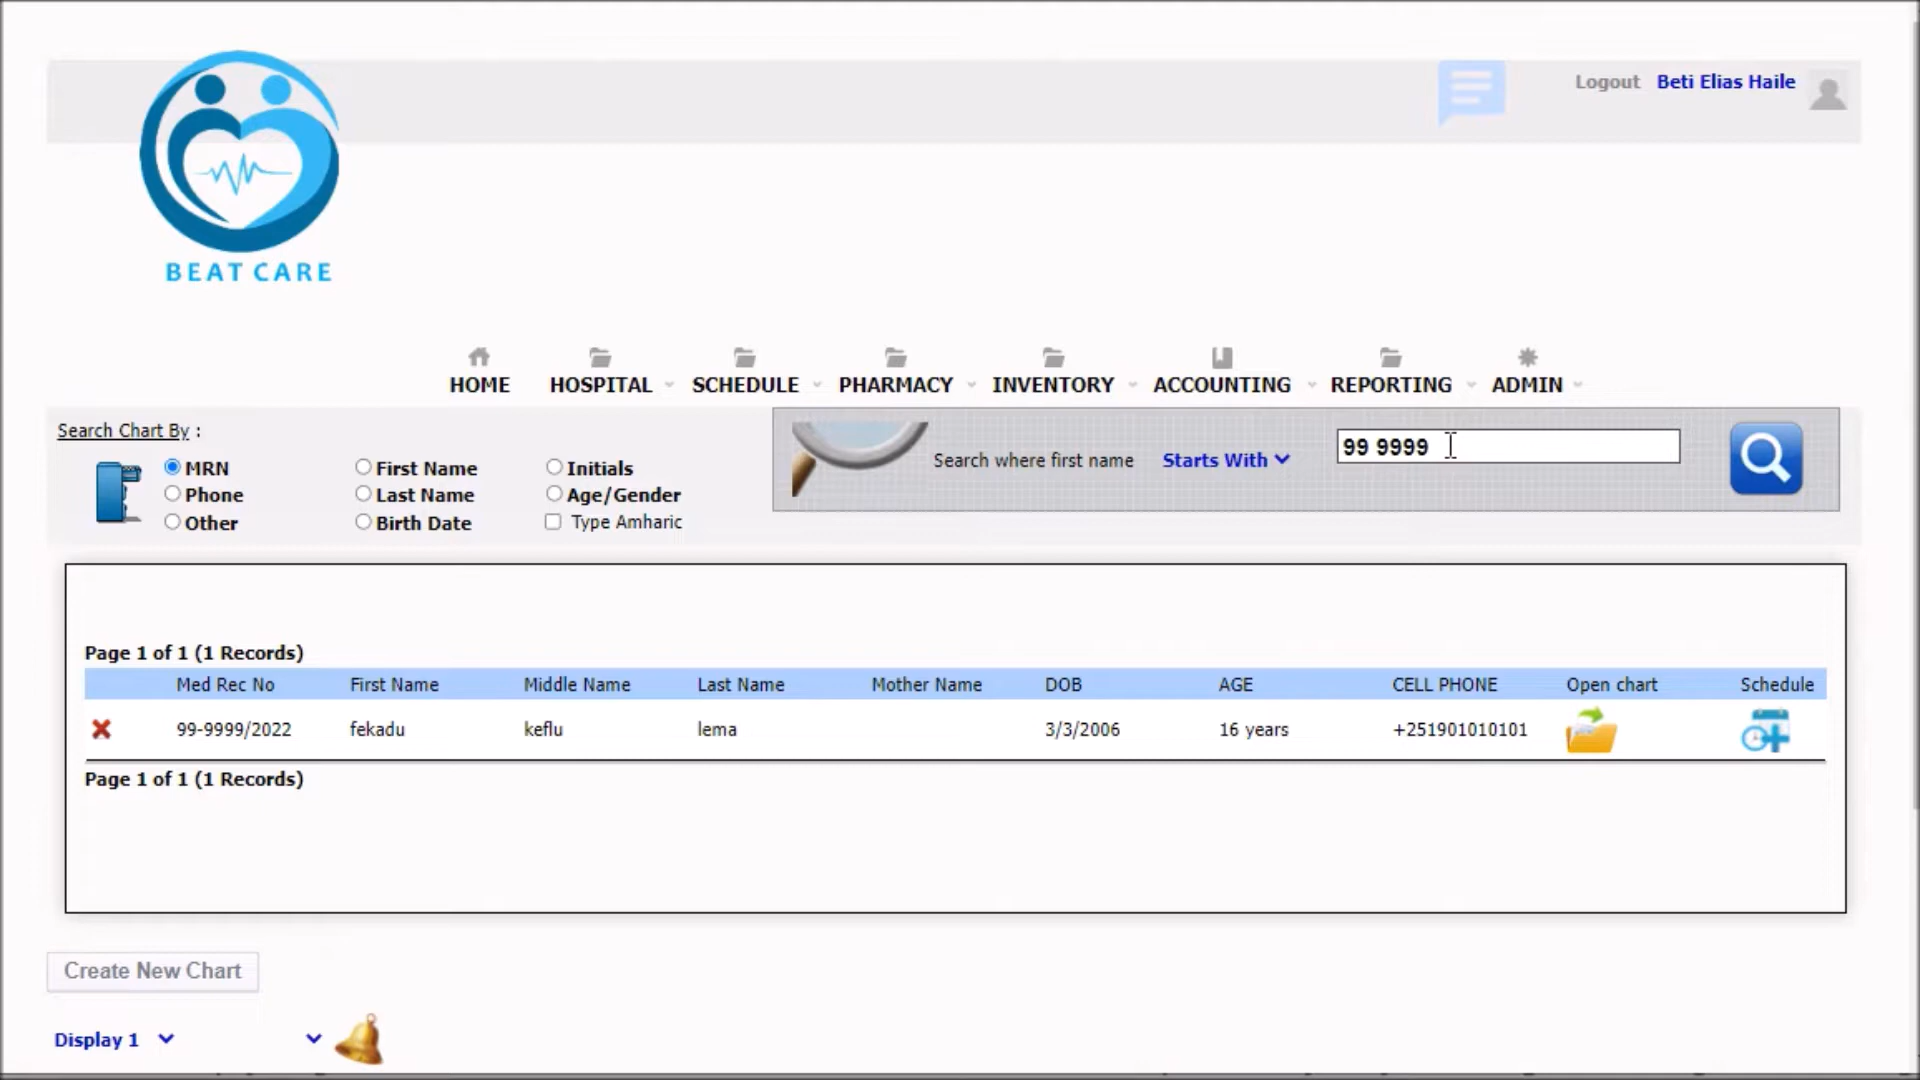 Logout Beti Elias Haile
BEAT CARE
HOME HOSPITAL SCHEDULE PHARMACY INVENTORY ACCOUNTING REPORTING ADMIN
Search Chart By :
MRN First Name Initials
Phone Last Name Age/Gender
Other Birth Date Type Amharic
Search where first name Starts With 99 9999
Page 1 of 1 (1 Records)
Med Rec No First Name Middle Name Last Name Mother Name DOB AGE CELL PHONE Open chart Schedule
99-9999/2022 fekadu keflu lema 3/3/2006 16 years +251901010101
Page 1 of 1 (1 Records)
Create New Chart
Display 1